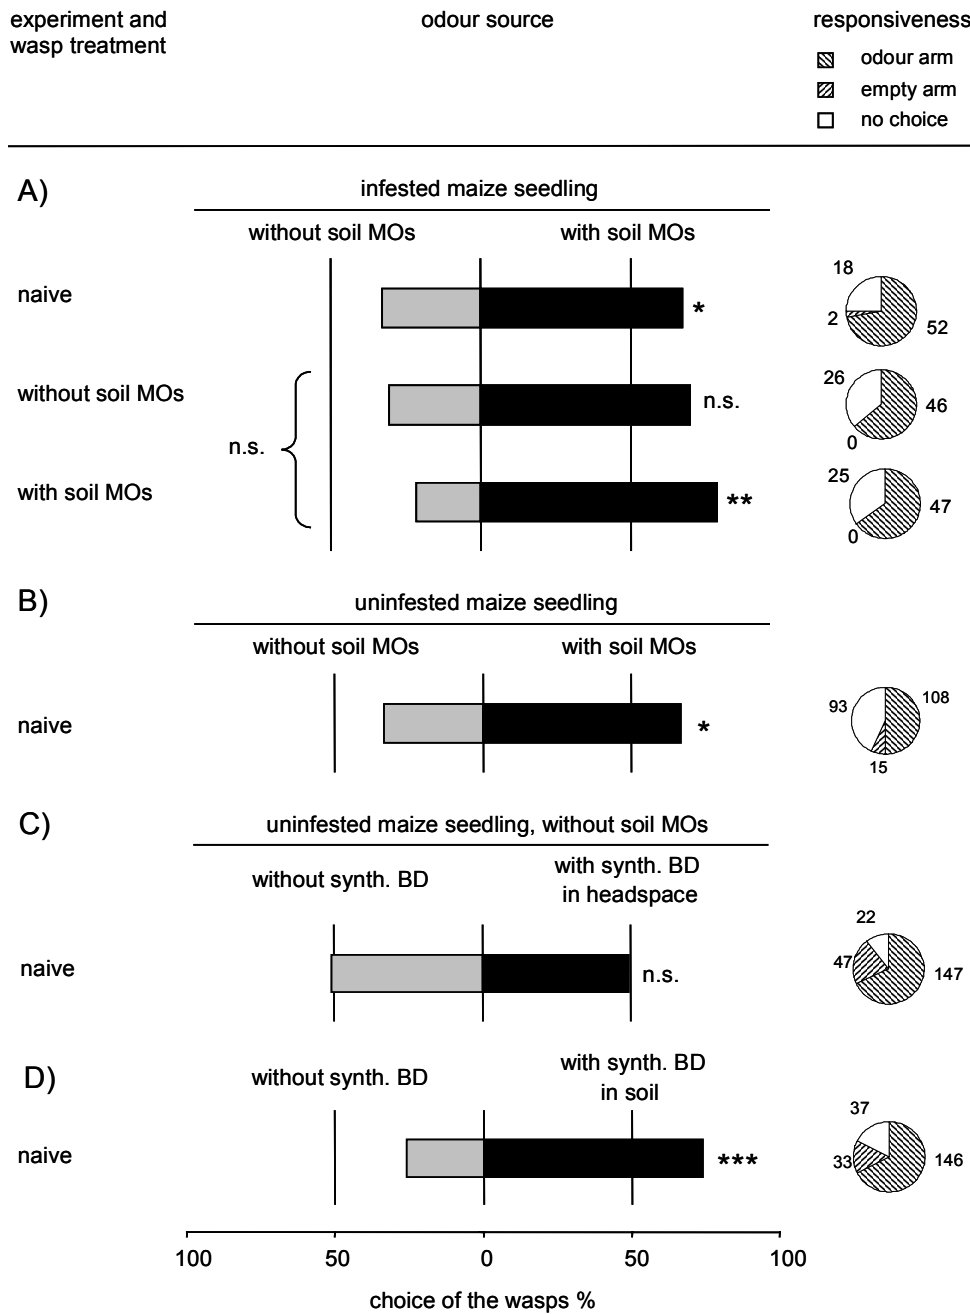 experiment and
wasp treatment
odour source
responsiveness
odour arm
empty arm
no choice
A)
infested maize seedling
without soil MOs
with soil MOs
naive
*
18
2
52
without soil MOs
n.s.
26
46
0
n.s.
with soil MOs
**
25
47
0
B)
uninfested maize seedling
without soil MOs
with soil MOs
naive
*
93
108
15
C)
uninfested maize seedling, without soil MOs
without synth. BD
with synth. BD
in headspace
naive
n.s.
22
47
147
D)
without synth. BD
with synth. BD
in soil
naive
***
37
33
146
100 50 0 50 100
choice of the wasps %